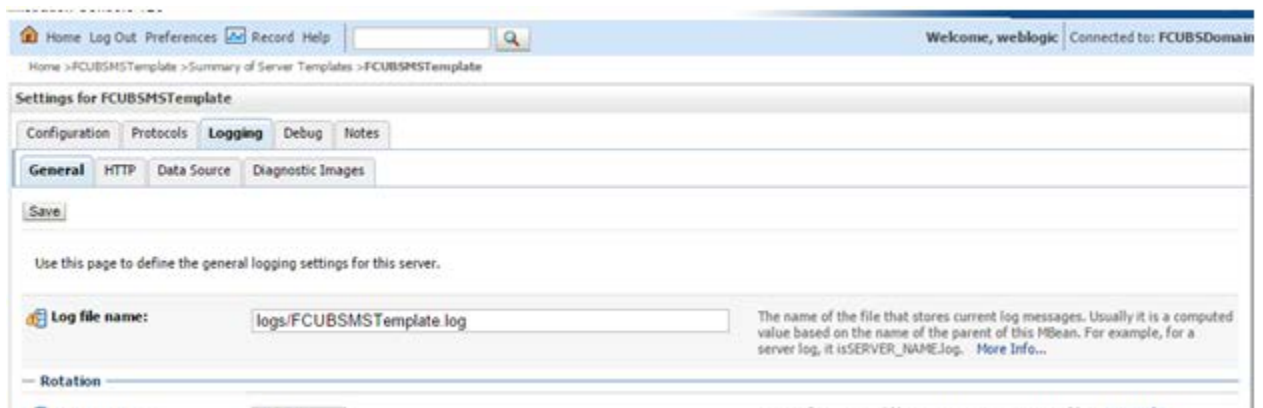 Home Log Out Preferences Record Help
Welcome, weblogic Connected to: FCUBSDomain
Home >FCUBSMSTemplate >Summary of Server Templates >FCUBSMSTemplate
Settings for FCUBSMSTemplate
Configuration Protocols Logging Debug Notes
General HTTP Data Source Diagnostic Images
Save
Use this page to define the general logging settings for this server.
Log file name:
logs/FCUBSMSTemplate.log
The name of the file that stores current log messages. Usually it is a computed
value based on the name of the parent of this MBean. For example, for a
server log, it isSERVER_NAME.log. More Info...
Rotation